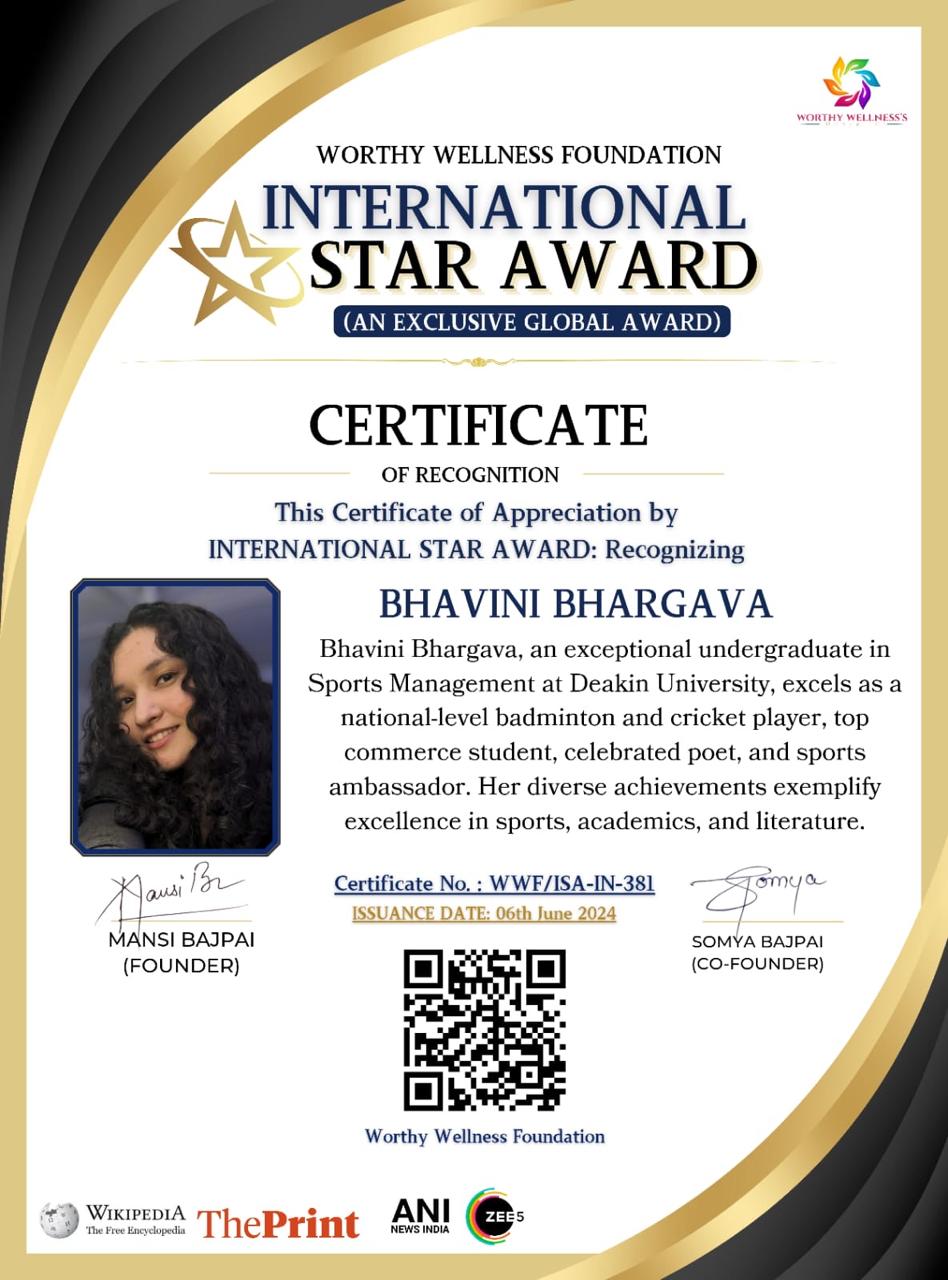 WORTHY WELLNESS'S
WORTHY WELLNESS FOUNDATION
INTERNATIONAL
STAR AWARD
(AN EXCLUSIVE GLOBAL AWARD)
CERTIFICATE
OF RECOGNITION
This Certificate of Appreciation by
INTERNATIONAL STAR AWARD: Recognizing
BHAVINI BHARGAVA
Bhavini Bhargava, an exceptional undergraduate in
Sports Management at Deakin University, excels as a
national-level badminton and cricket player, top
commerce student, celebrated poet, and sports
ambassador. Her diverse achievements exemplify
excellence in sports, academics, and literature.
Mansi
Somya
Certificate No. : WWF/ISA-IN-381
ISSUANCE DATE: 06th June 2024
MANSI BAJPAI
(FOUNDER)
SOMYA BAJPAI
(CO-FOUNDER)
Worthy Wellness Foundation
WIKIPEDIA
The Free Encyclopedia
ThePrint
ANI
NEWS INDIA
ZEE5